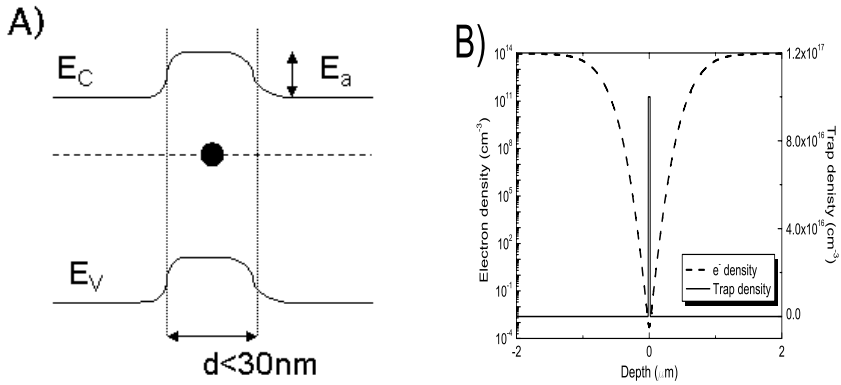 A)
E_C
E_a
E_V
d<30nm
B)
Electron density (cm^-3)
10^14
10^11
10^8
10^5
10^2
10^-1
10^-4
-2
-1
0
1
2
Depth (μm)
1.2x10^17
8.0x10^16
4.0x10^16
0.0
Trap denisty (cm^-3)
e^- density
Trap density